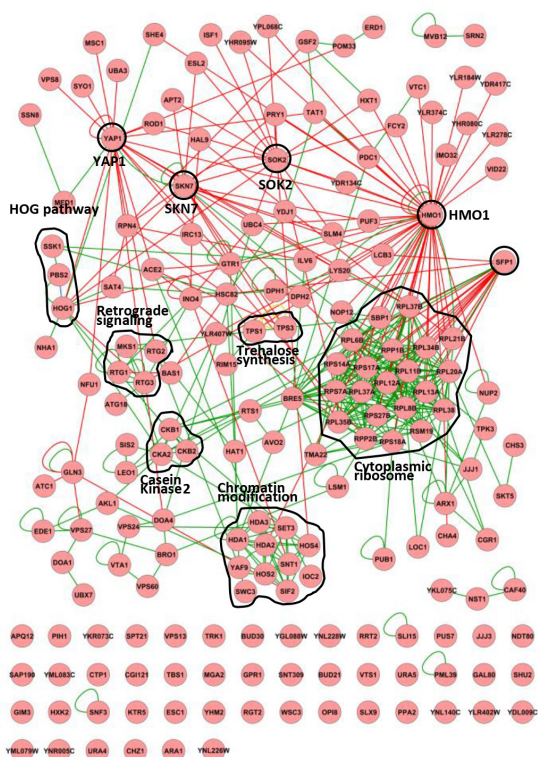 SHE4 ISF1 YPL068C ERD1
MSC1 YHR095W GSF2 POM33 MVB12 SRN2
VPS8 SYO1 UBA3 ESL2
APT2 HXT1 VTC1 YLR184W YDR417C
SSN8 ROD1 PRY1 TAT1 FCY2 YLR374C YHR080C
YAP1 HAL9 YLR278C
YAP1 SOK2 PDC1 IMO32 VID22
SKN7 SOK2 YDR134C
MED1 SKN7
HOG pathway YDJ1 HMO1 HMO1
RPN4 IRC13 UBC4 SLM4 PUF3
SSK1 LCB3 SFP1
PBS2 ACE2 GTR1 ILV6 LYS20
HOG1 SAT4 INO4 HSC82 DPH1 DPH2 NOP12 SBP1 RPL37B
Retrograde
signaling
YLR407W TPS1 TPS3 RPL6B RPP1B RPL34B RPL21B
NHA1 MKS1 RTG2 Trehalose
synthesis
RTG1 RTG3 BAS1 RIM15 RPS14A RPS17A RPL11B RPL20A
NFU1 RPS7A RPL37A RPL12A RPL13A NUP2
ATG16 RTS1 BRE5 RPS27B RPL8B RPL38
CKB1 RPL35B RPP2B RPS18A RSM19 TPK3
SIS2 CKA2 CKB2 HAT1 AVO2 TMA22 CHS3
Casein
Kinase2
Cytoplasmic
ribosome
GLN3 LEO1 JJJ1
ATC1 Chromatin
modification
LSM1 SKT5
AKL1 ARX1
EDE1 VPS27 VPS24 DOA4 HDA3 SET3 CHA4 CGR1
HDA1 HDA2 HOS4 LOC1
DOA1 VTA1 BRO1 YAF9 SNT1 PUB1
HOS2 IOC2
UBX7 VPS60 SWC3 SIF2 YKL075C NST1 CAF40
APQ12 PIH1 YKR073C SPT21 VPS13 TRK1 BUD30 YGL088W YNL228W RRT2 SLI15 PUS7 JJJ3 NDT80
SAP190 YML083C CTP1 CGI121 TBS1 MGA2 GPR1 SNT309 BUD21 VTS1 URA5 PML39 GAL80 SHU2
GIM3 HXK2 SNF3 KTR5 ESC1 YHM2 RGT2 WSC3 OPI8 SLX9 PPA2 YNL140C YLR402W YDL009C
YML079W YNR005C URA4 CHZ1 ARA1 YNL226W